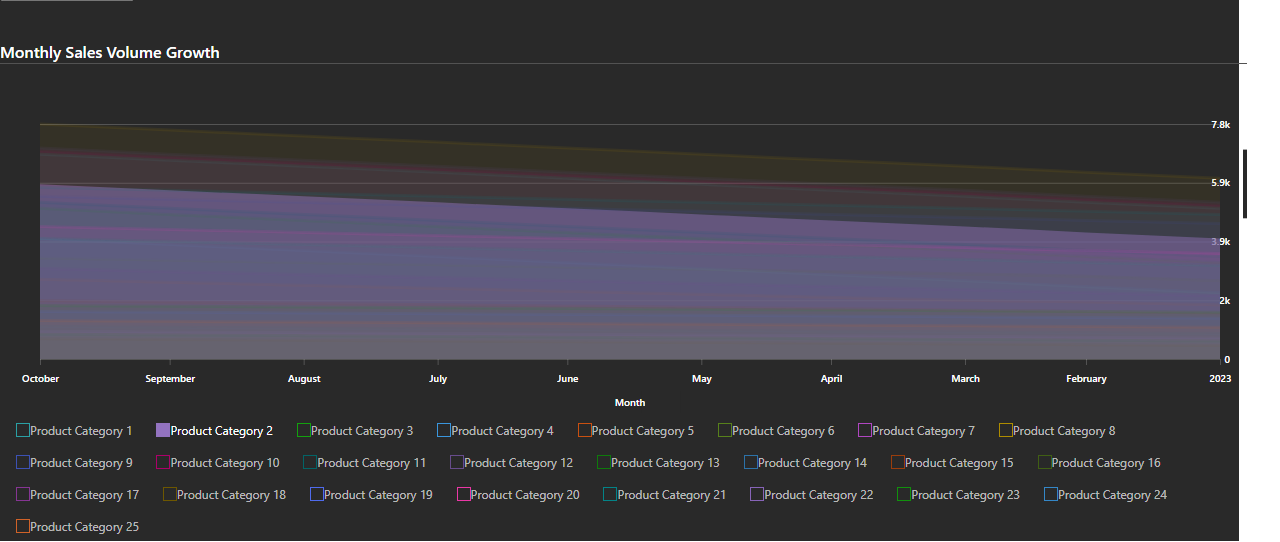 Monthly Sales Volume Growth
7.8k
5.9k
3.9k
2k
0
October September August July June May April March February 2023
Month
Product Category 1 Product Category 2 Product Category 3 Product Category 4 Product Category 5 Product Category 6 Product Category 7 Product Category 8
Product Category 9 Product Category 10 Product Category 11 Product Category 12 Product Category 13 Product Category 14 Product Category 15 Product Category 16
Product Category 17 Product Category 18 Product Category 19 Product Category 20 Product Category 21 Product Category 22 Product Category 23 Product Category 24
Product Category 25